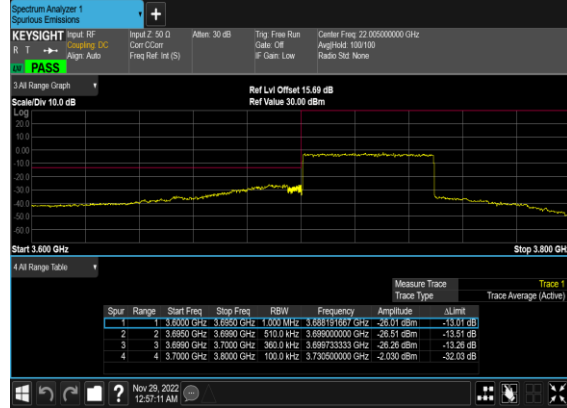 Spectrum Analyzer 1
Spurious Emissions
+
KEYSIGHT Input: RF Input Z: 50 Ω Atten: 30 dB Trig: Free Run Center Freq: 22.005000000 GHz
R T Coupling: DC Corr CCorr Gate: Off Avg|Hold: 100/100
Align: Auto Freq Ref: Int (S) IF Gain: Low Radio Std: None
PASS
3 All Range Graph
Ref Lvl Offset 15.69 dB
Scale/Div 10.0 dB Ref Value 30.00 dBm
Log
20.0
10.0
0.00
-10.0
-20.0
-30.0
-40.0
-50.0
-60.0
Start 3.600 GHz Stop 3.800 GH
4 All Range Table
Measure Trace Trace 1
Trace Type Trace Average (Active)
Spur Range Start Freq Stop Freq RBW Frequency Amplitude ΔLimit
1 1 3.6000 GHz 3.6950 GHz 1.000 MHz 3.688191667 GHz -26.01 dBm -13.01 dB
2 2 3.6950 GHz 3.6990 GHz 510.0 kHz 3.699000000 GHz -26.51 dBm -13.51 dB
3 3 3.6990 GHz 3.7000 GHz 360.0 kHz 3.699733333 GHz -26.26 dBm -13.26 dB
4 4 3.7000 GHz 3.8000 GHz 100.0 kHz 3.730500000 GHz -2.030 dBm -32.03 dB
? Nov 29, 2022
12:57:11 AM